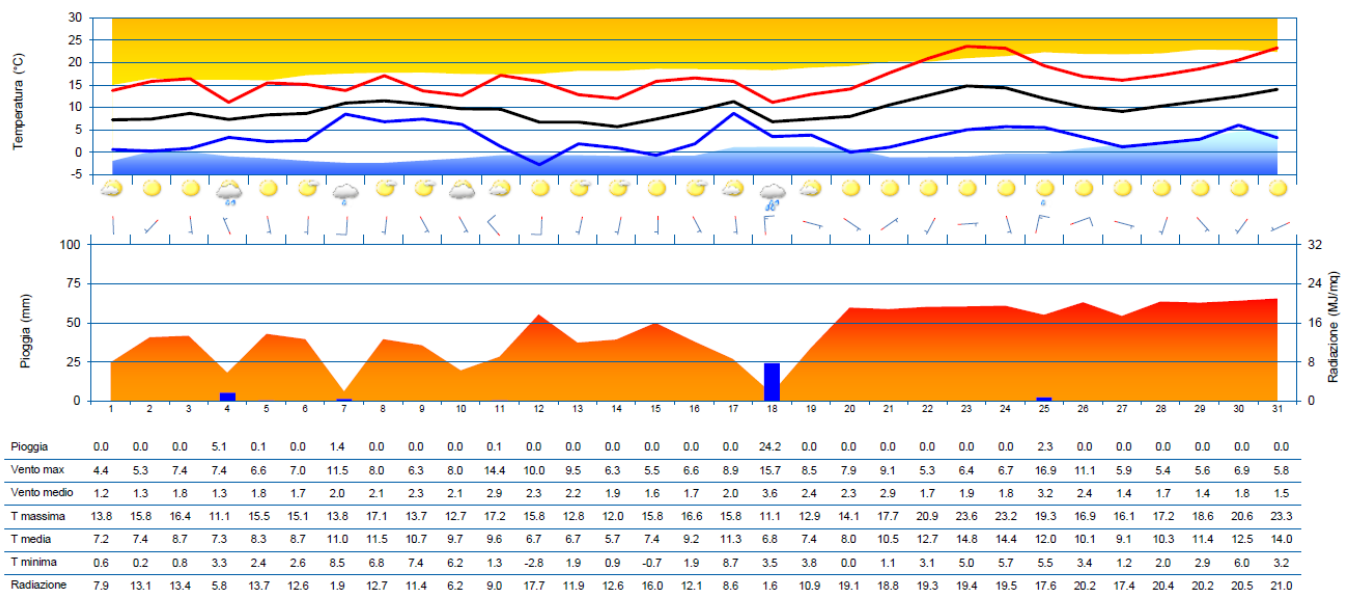 Temperatura (°C)
30
25
20
15
10
5
0
-5
Pioggia (mm)
100
75
50
25
0
Radiazione (MJ/mq)
32
24
16
8
0
1 2 3 4 5 6 7 8 9 10 11 12 13 14 15 16 17 18 19 20 21 22 23 24 25 26 27 28 29 30 31
Pioggia 0.0 0.0 0.0 5.1 0.1 0.0 1.4 0.0 0.0 0.0 0.1 0.0 0.0 0.0 0.0 0.0 0.0 24.2 0.0 0.0 0.0 0.0 0.0 0.0 2.3 0.0 0.0 0.0 0.0 0.0 0.0
Vento max 4.4 5.3 7.4 7.4 6.6 7.0 11.5 8.0 6.3 8.0 14.4 10.0 9.5 6.3 5.5 6.6 8.9 15.7 8.5 7.9 9.1 5.3 6.4 6.7 16.9 11.1 5.9 5.4 5.6 6.9 5.8
Vento medio 1.2 1.3 1.8 1.3 1.8 1.7 2.0 2.1 2.3 2.1 2.9 2.3 2.2 1.9 1.6 1.7 2.0 3.6 2.4 2.3 2.9 1.7 1.9 1.8 3.2 2.4 1.4 1.7 1.4 1.8 1.5
T massima 13.8 15.8 16.4 11.1 15.5 15.1 13.8 17.1 13.7 12.7 17.2 15.8 12.8 12.0 15.8 16.6 15.8 11.1 12.9 14.1 17.7 20.9 23.6 23.2 19.3 16.9 16.1 17.2 18.6 20.6 23.3
T media 7.2 7.4 8.7 7.3 8.3 8.7 11.0 11.5 10.7 9.7 9.6 6.7 6.7 5.7 7.4 9.2 11.3 6.8 7.4 8.0 10.5 12.7 14.8 14.4 12.0 10.1 9.1 10.3 11.4 12.5 14.0
T minima 0.6 0.2 0.8 3.3 2.4 2.6 8.5 6.8 7.4 6.2 1.3 -2.8 1.9 0.9 -0.7 1.9 8.7 3.5 3.8 0.0 1.1 3.1 5.0 5.7 5.5 3.4 1.2 2.0 2.9 6.0 3.2
Radiazione 7.9 13.1 13.4 5.8 13.7 12.6 1.9 12.7 11.4 6.2 9.0 17.7 11.9 12.6 16.0 12.1 8.6 1.6 10.9 19.1 18.8 19.3 19.4 19.5 17.6 20.2 17.4 20.4 20.2 20.5 21.0